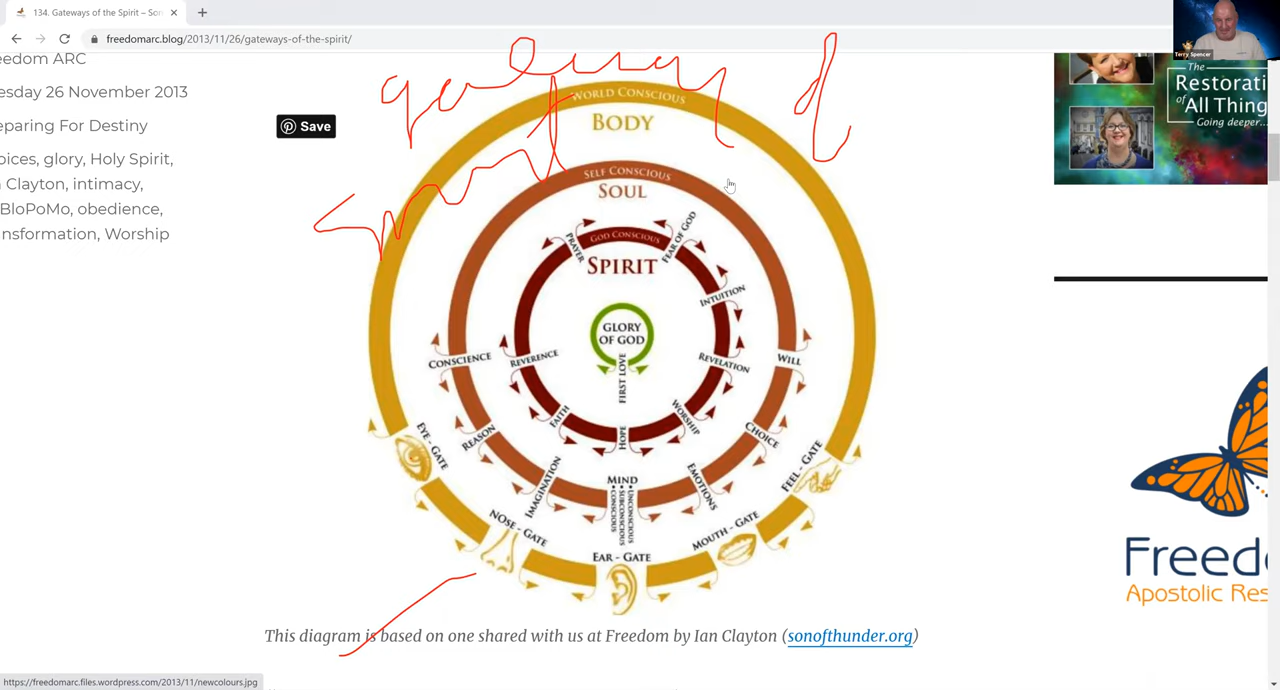 134. Gateways of the Spirit – Son
freedomarc.blog/2013/11/26/gateways-of-the-spirit/
Terry Spencer
eedom ARC
esday 26 November 2013
eparing For Destiny
oices, glory, Holy Spirit,
Clayton, intimacy,
BloPoMo, obedience,
nsformation, Worship
Save
The
Restorati
of All Thing
Going deeper...
WORLD CONSCIOUS
BODY
SELF CONSCIOUS
SOUL
GOD CONSCIOUS
SPIRIT
GLORY
OF GOD
FIRST LOVE
PRAYER
FEAR OF GOD
INTUITION
REVELATION
WORSHIP
HOPE
FAITH
REVERENCE
CONSCIENCE
REASON
IMAGINATION
MIND
CONSCIOUS
SUBCONSCIOUS
UNCONSCIOUS
EMOTIONS
CHOICE
WILL
EYE - GATE
NOSE - GATE
EAR - GATE
MOUTH - GATE
FEEL - GATE
Freed
Apostolic Res
This diagram is based on one shared with us at Freedom by Ian Clayton (sonofthunder.org)
https://freedomarc.files.wordpress.com/2013/11/newcolours.jpg